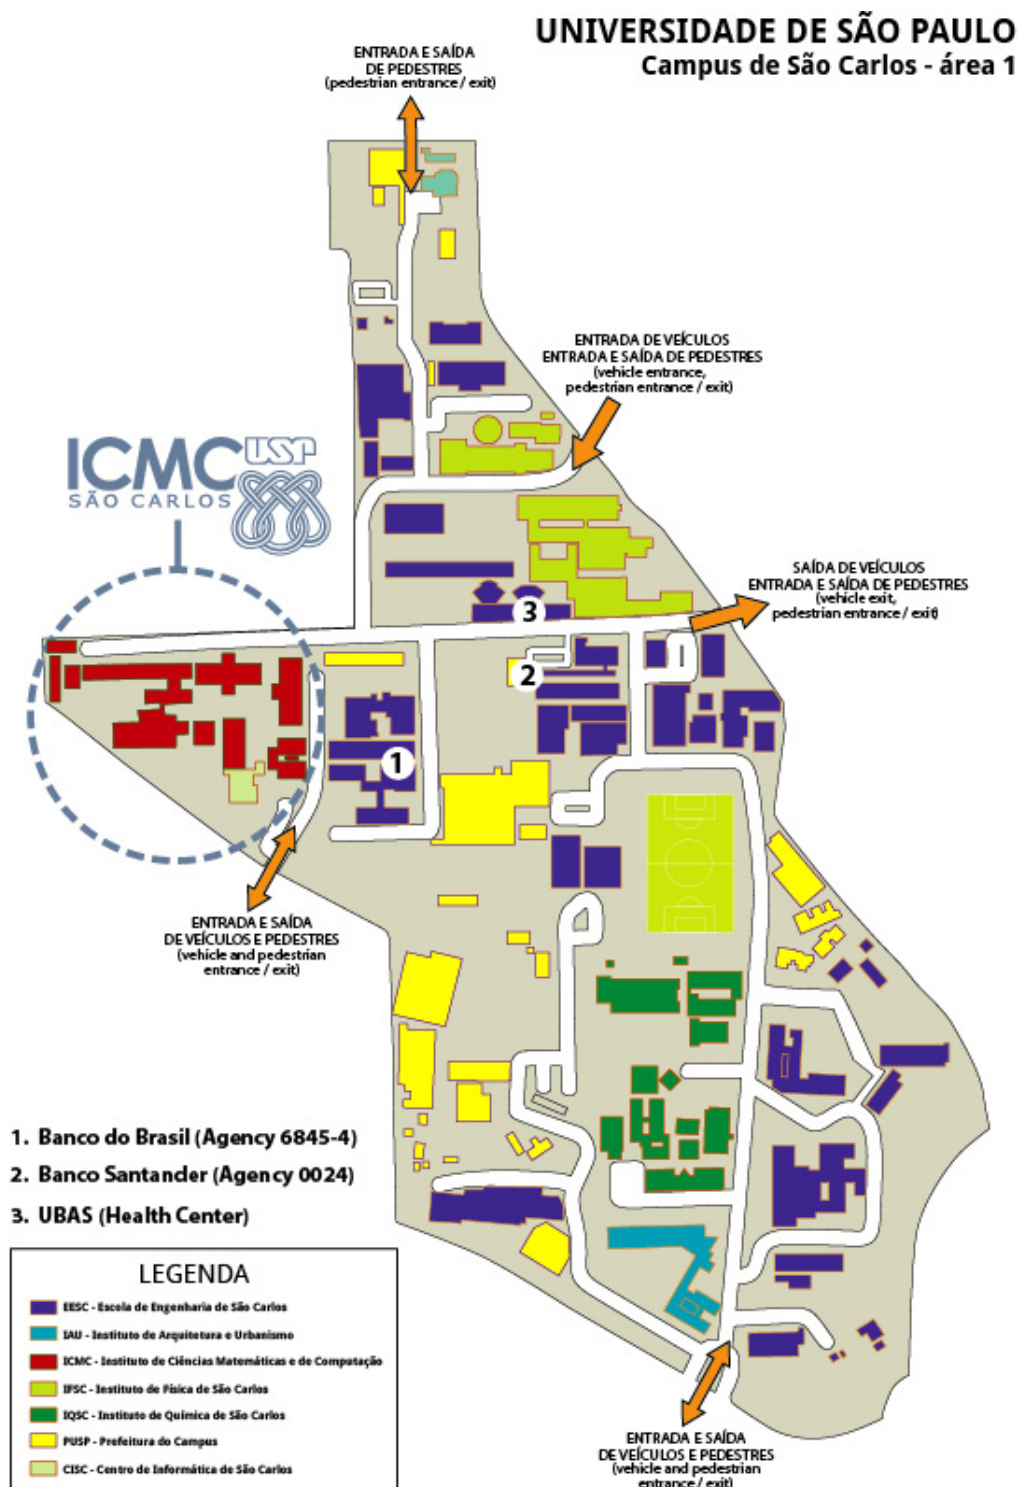 UNIVERSIDADE DE SÃO PAULO
Campus de São Carlos - área 1
ENTRADA E SAÍDA
DE PEDESTRES
(pedestrian entrance / exit)
ENTRADA DE VEÍCULOS
ENTRADA E SAÍDA DE PEDESTRES
(vehicle entrance,
pedestrian entrance / exit)
ICMC USP
SÃO CARLOS
SAÍDA DE VEÍCULOS
ENTRADA E SAÍDA DE PEDESTRES
(vehicle exit,
pedestrian entrance / exit)
3
2
1
ENTRADA E SAÍDA
DE VEÍCULOS E PEDESTRES
(vehicle and pedestrian
entrance / exit)
1. Banco do Brasil (Agency 6845-4)
2. Banco Santander (Agency 0024)
3. UBAS (Health Center)
LEGENDA
EESC - Escola de Engenharia de São Carlos
IAU - Instituto de Arquitetura e Urbanismo
ICMC - Instituto de Ciências Matemáticas e de Computação
IFSC - Instituto de Física de São Carlos
IQSC - Instituto de Química de São Carlos
PUSP - Prefeitura do Campus
CISC - Centro de Informática de São Carlos
ENTRADA E SAÍDA
DE VEÍCULOS E PEDESTRES
(vehicle and pedestrian
entrance / exit)